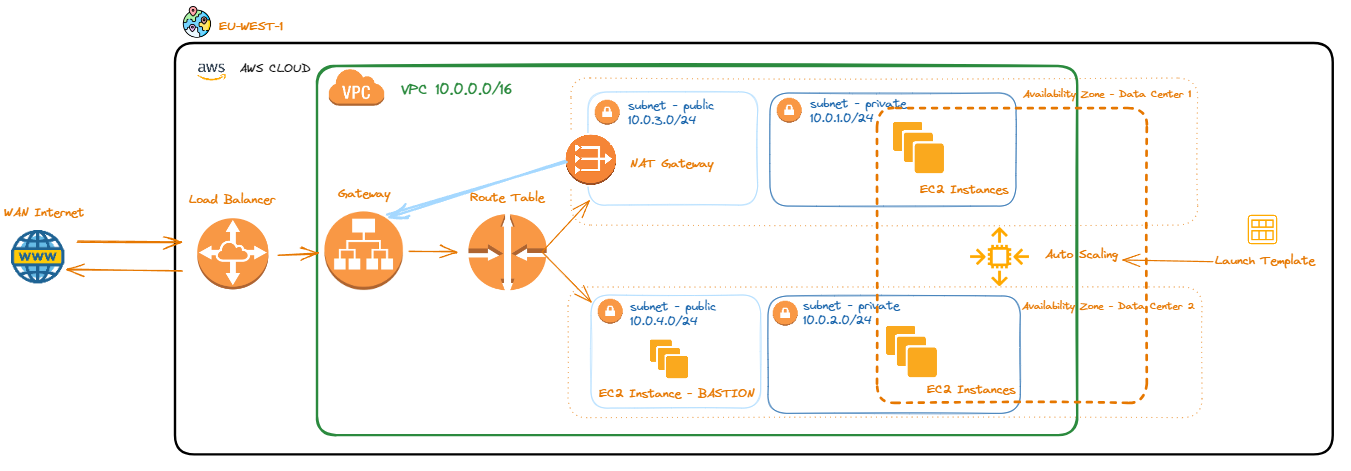 EU-WEST-1
aws
AWS CLOUD
VPC
VPC 10.0.0.0/16
subnet - public
10.0.3.0/24
NAT Gateway
subnet - private
10.0.1.0/24
Availability Zone - Data Center 1
EC2 Instances
WAN Internet
WWW
Load Balancer
Gateway
Route Table
Auto Scaling
Launch Template
subnet - public
10.0.4.0/24
EC2 Instance - BASTION
subnet - private
10.0.2.0/24
Availability Zone - Data Center 2
EC2 Instances